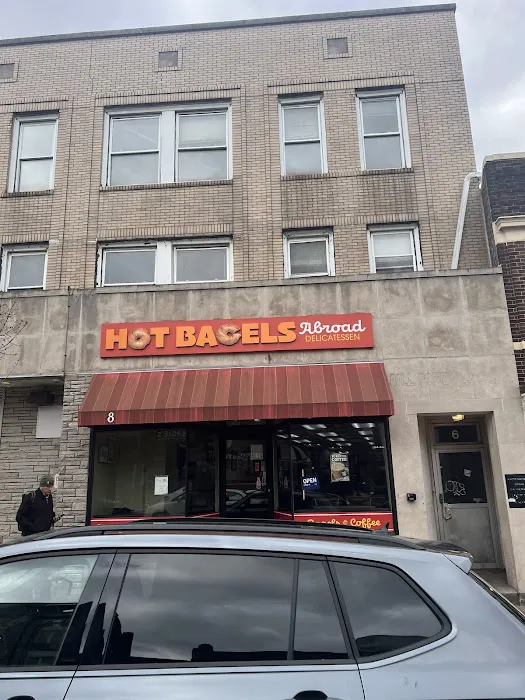 HOT BAGELS Abroad
DELICATESSEN
8
6
OPEN
Bagels & Coffee